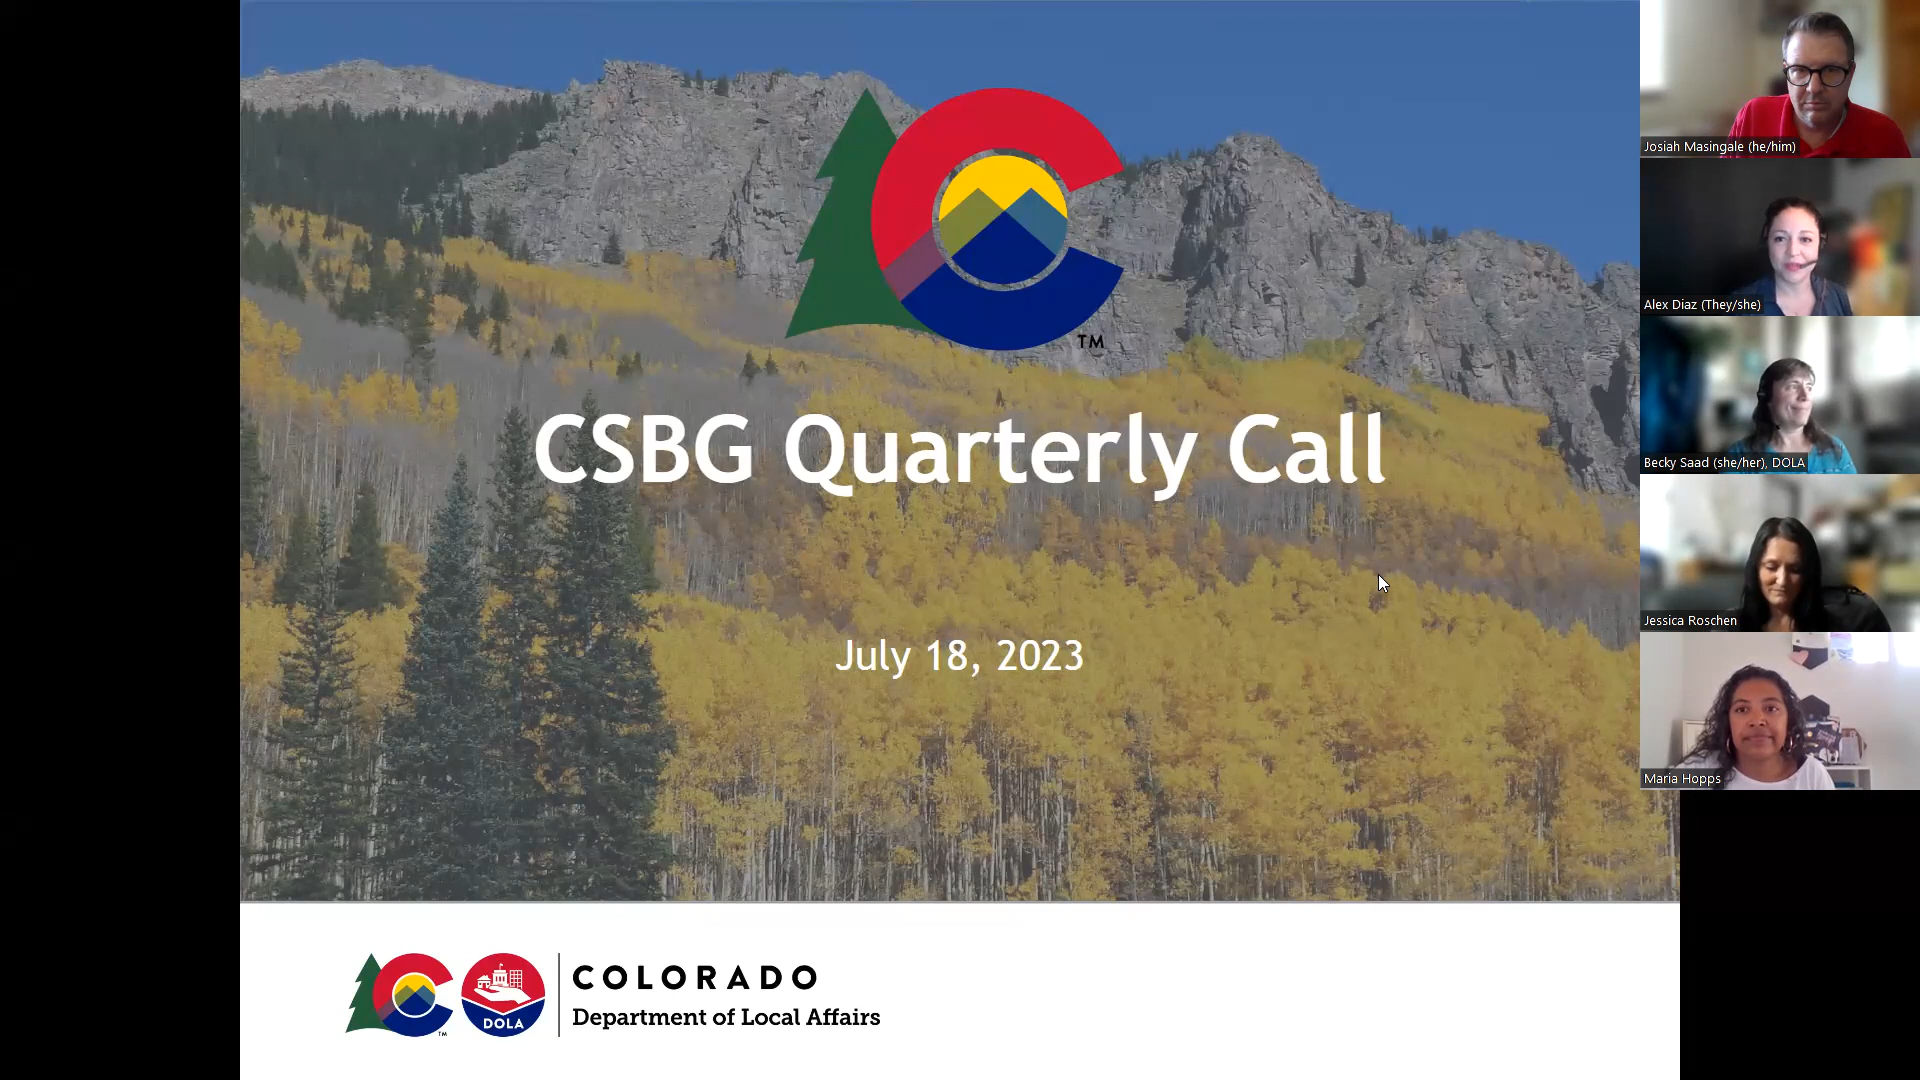 TM
CSBG Quarterly Call
July 18, 2023
TM
DOLA
COLORADO
Department of Local Affairs
Josiah Masingale (he/him)
Alex Diaz (They/she)
Becky Saad (she/her), DOLA
Jessica Roschen
Maria Hopps